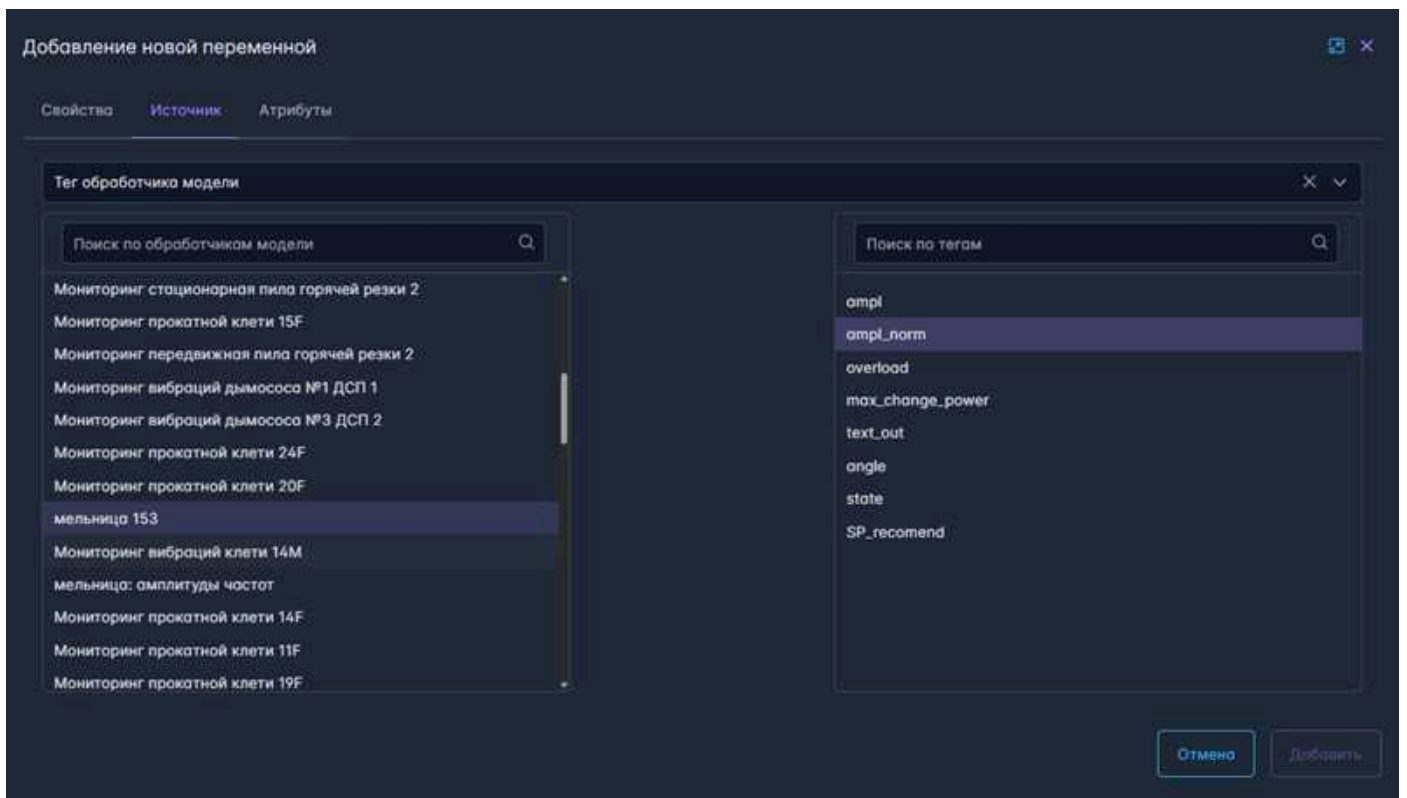 Добавление новой переменной
Свойства Источник Атрибуты
Тег обработчика модели
Поиск по обработчикам модели
Мониторинг стационарная пила горячей резки 2
Мониторинг прокатной клети 15F
Мониторинг передвижная пила горячей резки 2
Мониторинг вибраций дымососа №1 ДСП 1
Мониторинг вибраций дымососа №3 ДСП 2
Мониторинг прокатной клети 24F
Мониторинг прокатной клети 20F
мельница 153
Мониторинг вибраций клети 14М
мельница: амплитуды частот
Мониторинг прокатной клети 14F
Мониторинг прокатной клети 11F
Мониторинг прокатной клети 19F
Поиск по тегам
ampl
ampl_norm
overload
max_change_power
text_out
angle
state
SP_recomend
Отмена Добавить